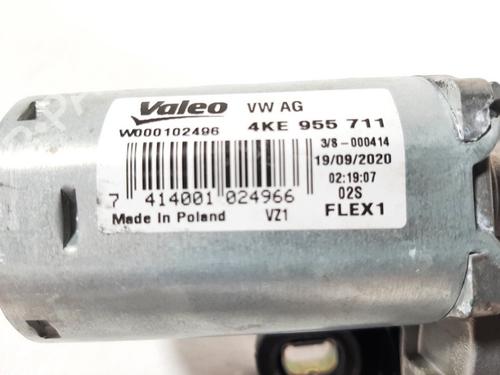 Valeo VW AG
W000102496 4KE 955 711
3/8-000414
19/09/2020
02:19:07
7 414001 024966 02S
Made In Poland VZ1 FLEX1